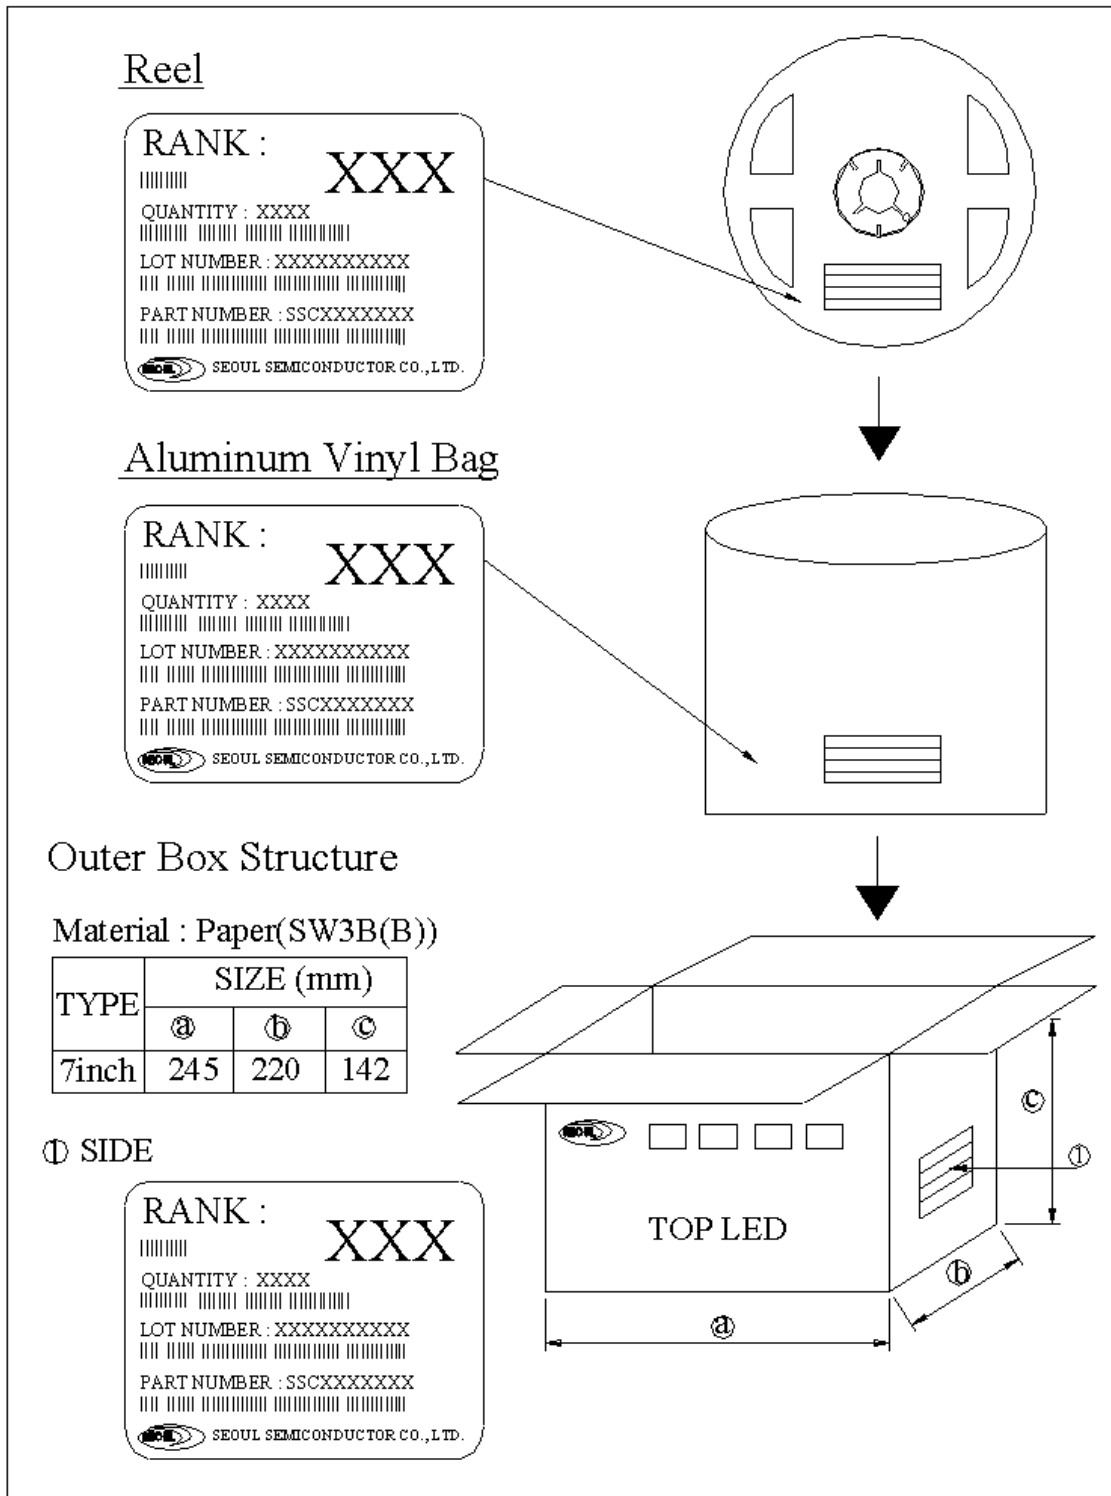 Reel
RANK :
XXX
QUANTITY : XXXX
LOT NUMBER : XXXXXXXXXX
PART NUMBER : SSCXXXXXXX
SEOUL SEMICONDUCTOR CO.,LTD.
Aluminum Vinyl Bag
RANK :
XXX
QUANTITY : XXXX
LOT NUMBER : XXXXXXXXXX
PART NUMBER : SSCXXXXXXX
SEOUL SEMICONDUCTOR CO.,LTD.
Outer Box Structure
Material : Paper(SW3B(B))
TYPE SIZE (mm)
ⓐ ⓑ ⓒ
7inch 245 220 142
① SIDE
RANK :
XXX
QUANTITY : XXXX
LOT NUMBER : XXXXXXXXXX
PART NUMBER : SSCXXXXXXX
SEOUL SEMICONDUCTOR CO.,LTD.
TOP LED
ⓒ
①
ⓑ
ⓐ